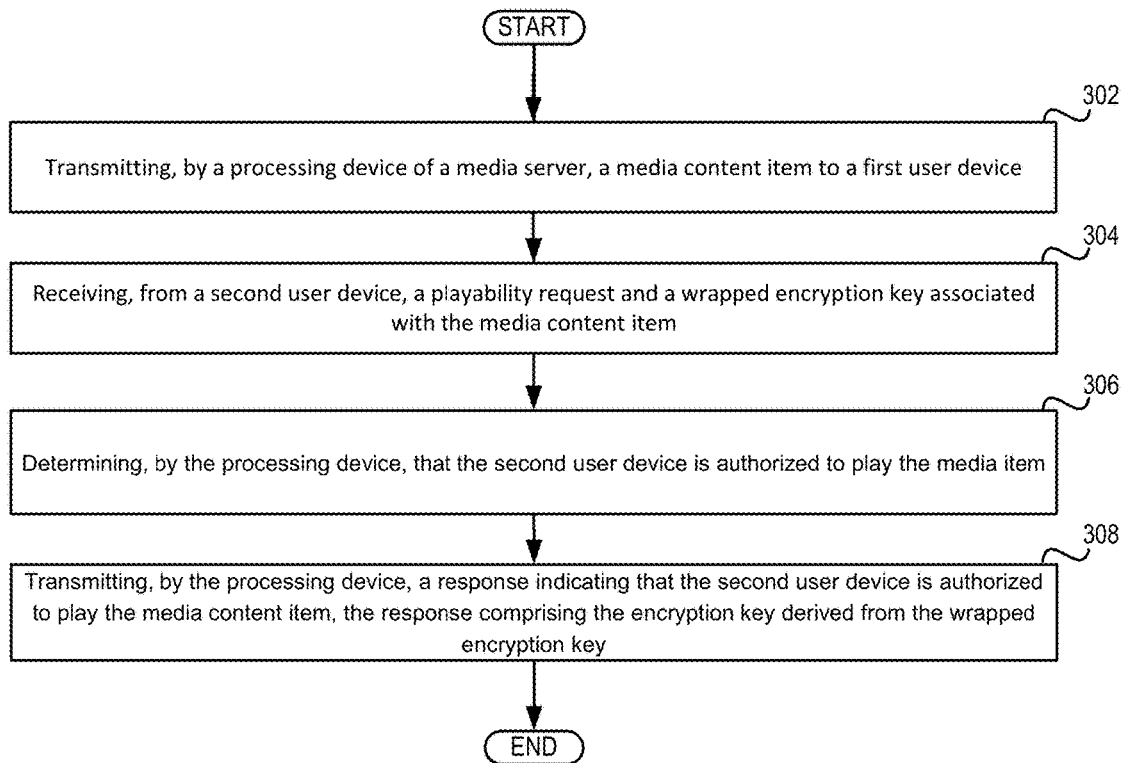 START
302
Transmitting, by a processing device of a media server, a media content item to a first user device
304
Receiving, from a second user device, a playability request and a wrapped encryption key associated
with the media content item
306
Determining, by the processing device, that the second user device is authorized to play the media item
308
Transmitting, by the processing device, a response indicating that the second user device is authorized
to play the media content item, the response comprising the encryption key derived from the wrapped
encryption key
END